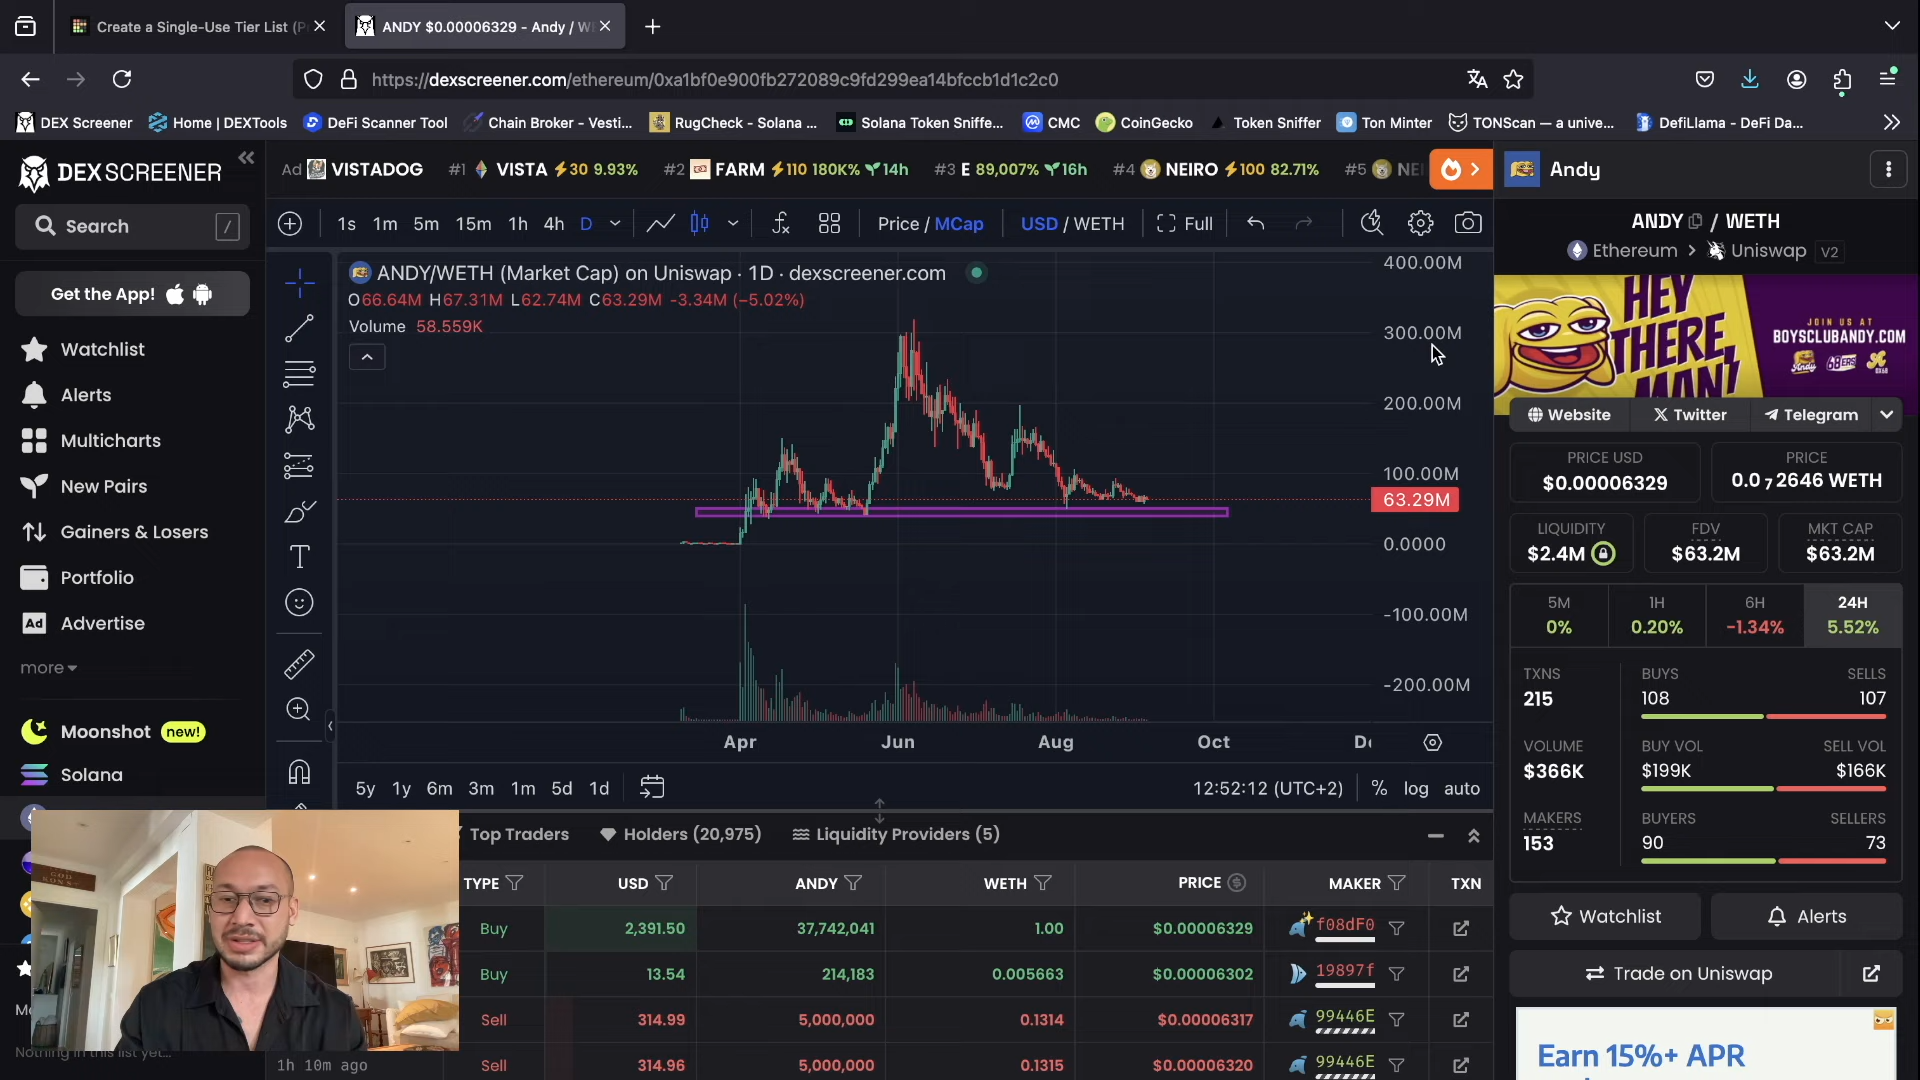 Create a Single-Use Tier List (P
ANDY $0.00006329 - Andy / W
https://dexscreener.com/ethereum/0xa1bf0e900fb272089c9fd299ea14bfccb1d1c2c0
DEX Screener
Home | DEXTools
DeFi Scanner Tool
Chain Broker - Vesti...
RugCheck - Solana ...
Solana Token Sniffe...
CMC
CoinGecko
Token Sniffer
Ton Minter
TONScan — a unive...
DefiLlama - DeFi Da...
DEX SCREENER
Ad VISTADOG #1 VISTA 30 9.93% #2 FARM 110 180K% 14h #3 E 89,007% 16h #4 NEIRO 100 82.71% #5 NEI
Andy
Search /
1s 1m 5m 15m 1h 4h D
Price / MCap
USD / WETH
Full
ANDY / WETH
Ethereum > Uniswap V2
Get the App!
Watchlist
Alerts
Multicharts
New Pairs
Gainers & Losers
Portfolio
Ad Advertise
more
Moonshot new!
Solana
Nothing in this list yet...
ANDY/WETH (Market Cap) on Uniswap · 1D · dexscreener.com
O66.64M H67.31M L62.74M C63.29M -3.34M (−5.02%)
Volume 58.559K
400.00M
300.00M
200.00M
100.00M
63.29M
0.0000
-100.00M
-200.00M
Apr Jun Aug Oct
5y 1y 6m 3m 1m 5d 1d
12:52:12 (UTC+2) % log auto
HEY
THERE,
MAN!
JOIN US AT
BOYSCLUBANDY.COM
Website Twitter Telegram
PRICE USD
$0.00006329
PRICE
0.0₇2646 WETH
LIQUIDITY
$2.4M
FDV
$63.2M
MKT CAP
$63.2M
5M 1H 6H 24H
0% 0.20% -1.34% 5.52%
TXNS
215
BUYS SELLS
108 107
VOLUME
$366K
BUY VOL SELL VOL
$199K $166K
MAKERS
153
BUYERS SELLERS
90 73
Watchlist Alerts
Trade on Uniswap
Earn 15%+ APR
Top Traders Holders (20,975) Liquidity Providers (5)
TYPE USD ANDY WETH PRICE MAKER TXN
Buy 2,391.50 37,742,041 1.00 $0.00006329 f08dF0
Buy 13.54 214,183 0.005663 $0.00006302 19897f
Sell 314.99 5,000,000 0.1314 $0.00006317 99446E
1h 10m ago Sell 314.96 5,000,000 0.1315 $0.00006320 99446E